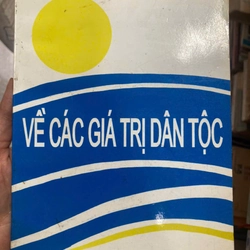 VỀ CÁC GIÁ TRỊ DÂN TỘC